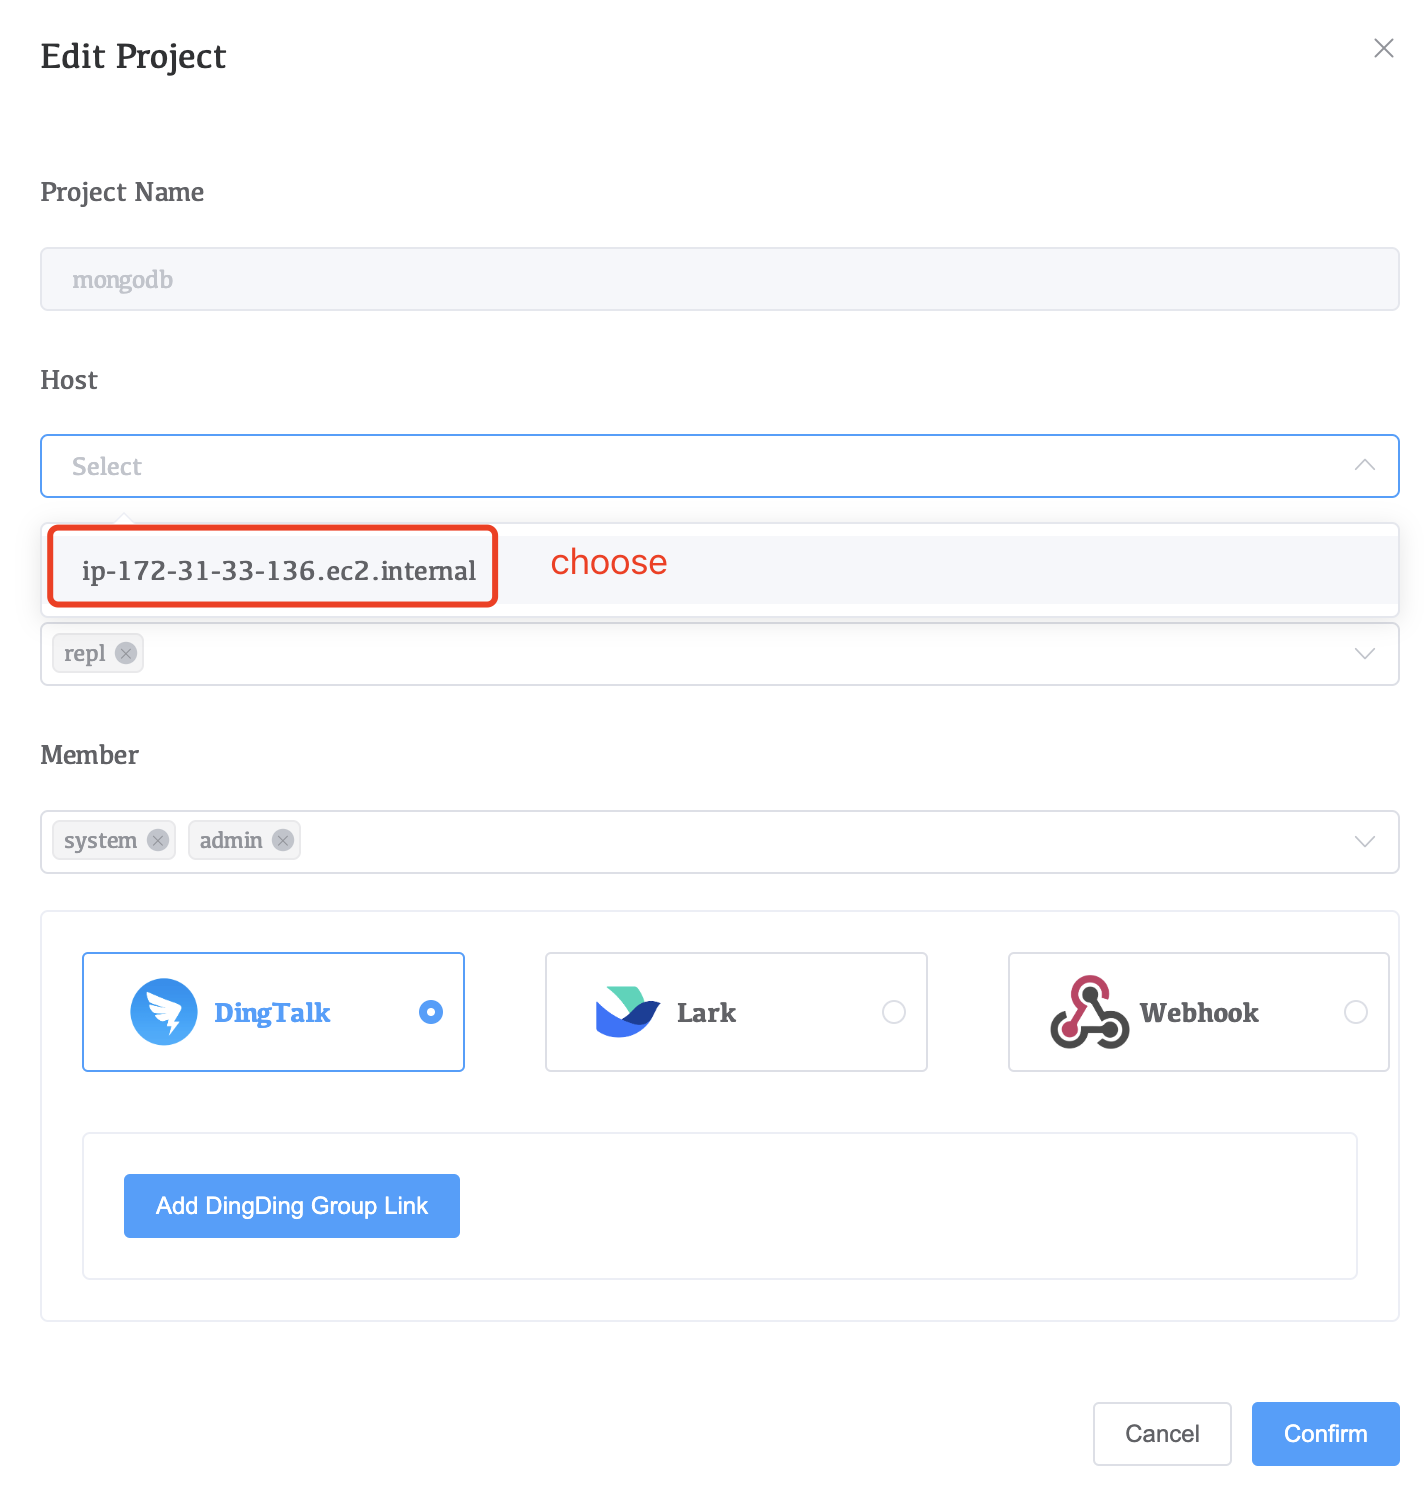 Edit Project
Project Name
mongodb
Host
Select
ip-172-31-33-136.ec2.internal choose
repl
Member
system admin
DingTalk Lark Webhook
Add DingDing Group Link
Cancel Confirm